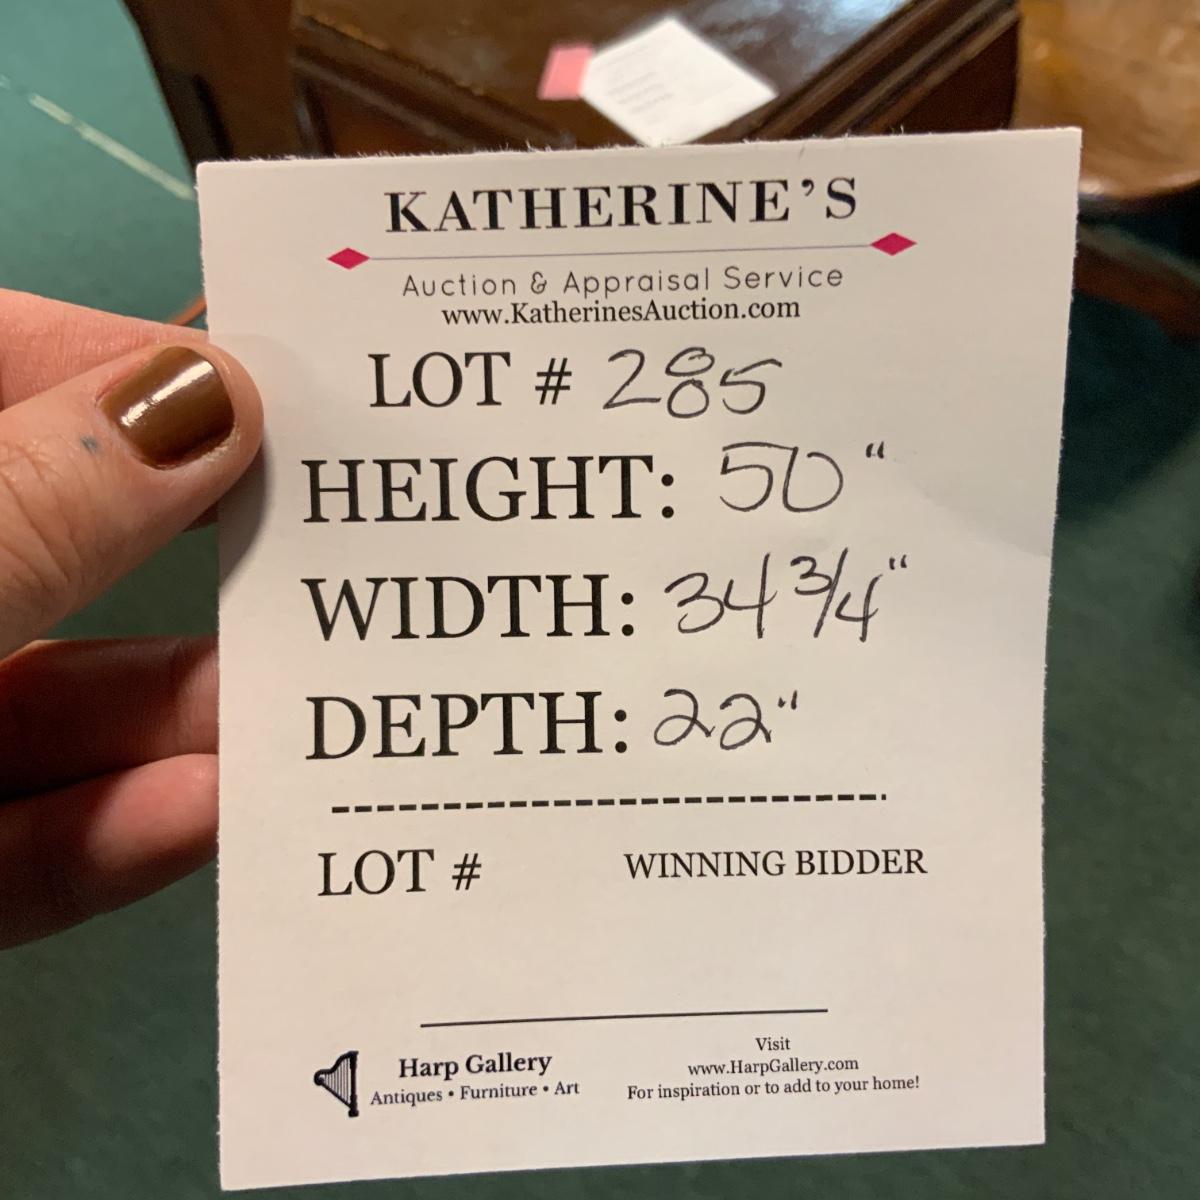 KATHERINE'S
Auction & Appraisal Service
www.KatherinesAuction.com
LOT # 285
HEIGHT: 50"
WIDTH: 34 3/4"
DEPTH: 22"
LOT # WINNING BIDDER
Harp Gallery
Antiques • Furniture • Art
Visit
www.HarpGallery.com
For inspiration or to add to your home!